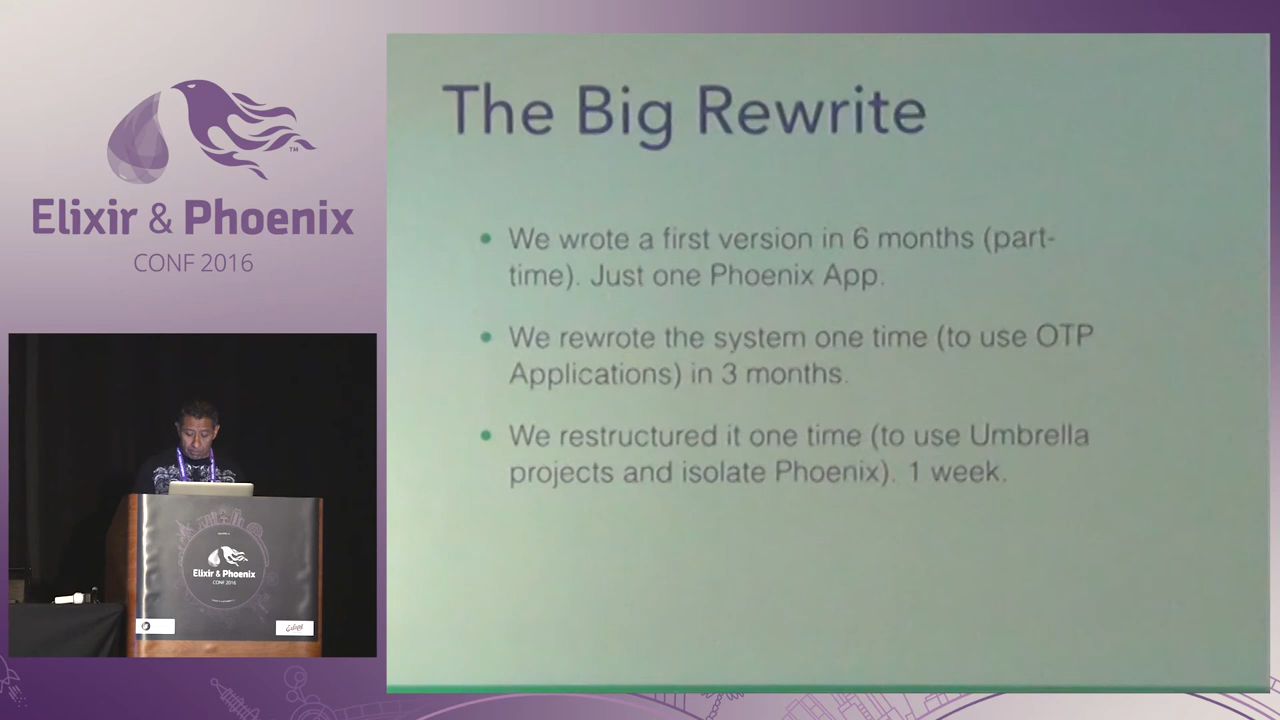 Elixir & Phoenix
CONF 2016
TM
The Big Rewrite
• We wrote a first version in 6 months (part-
time). Just one Phoenix App.
• We rewrote the system one time (to use OTP
Applications) in 3 months.
• We restructured it one time (to use Umbrella
projects and isolate Phoenix). 1 week.
Elixir & Phoenix
CONF 2016